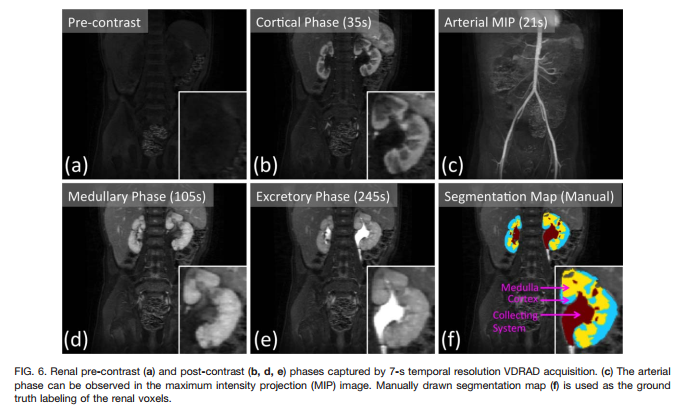 Pre-contrast
Cortical Phase (35s)
Arterial MIP (21s)
(a)
(b)
(c)
Medullary Phase (105s)
Excretory Phase (245s)
Segmentation Map (Manual)
Medulla
Cortex
Collecting
System
(d)
(e)
(f)
FIG. 6. Renal pre-contrast (a) and post-contrast (b, d, e) phases captured by 7-s temporal resolution VDRAD acquisition. (c) The arterial
phase can be observed in the maximum intensity projection (MIP) image. Manually drawn segmentation map (f) is used as the ground
truth labeling of the renal voxels.